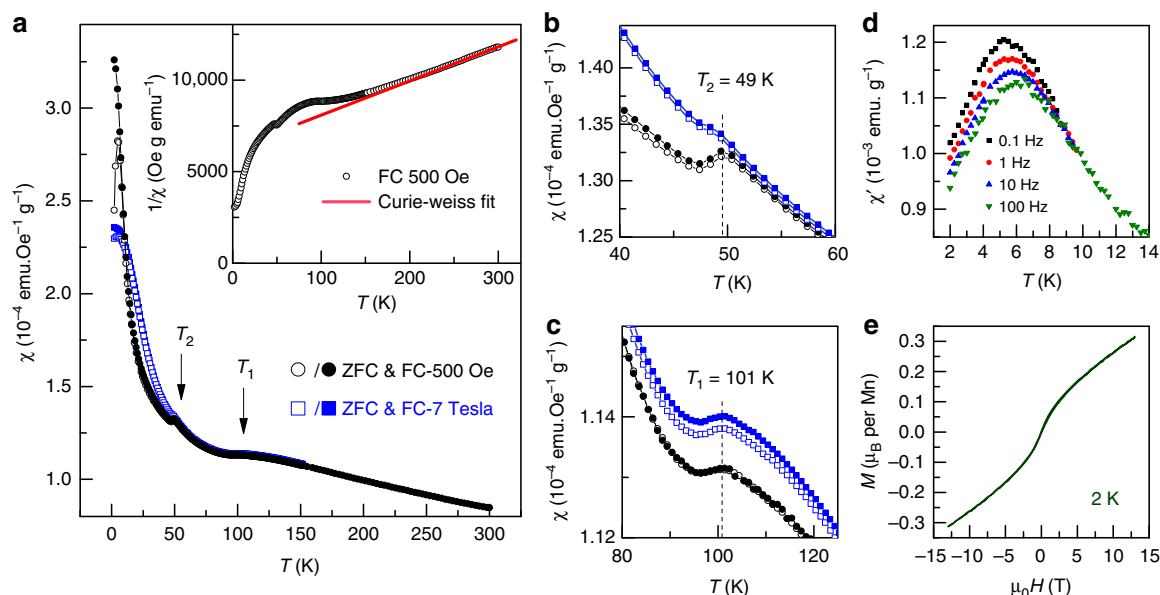 a
3.0
2.5
2.0
1.5
1.0
χ (10⁻⁴ emu.Oe⁻¹ g⁻¹)
0 50 100 150 200 250 300
T (K)
T₂
T₁
/ ZFC & FC-500 Oe
/ ZFC & FC-7 Tesla
10,000
5000
0
1/χ (Oe g emu⁻¹)
FC 500 Oe
Curie-weiss fit
0 100 200 300
T (K)
b
1.40
1.35
1.30
1.25
χ (10⁻⁴ emu.Oe⁻¹ g⁻¹)
T₂ = 49 K
40 45 50 55 60
T (K)
c
1.14
1.12
χ (10⁻⁴ emu.Oe⁻¹ g⁻¹)
T₁ = 101 K
80 100 120
T (K)
d
1.2
1.1
1.0
0.9
χ′ (10⁻³ emu. g⁻¹)
0.1 Hz
1 Hz
10 Hz
100 Hz
2 4 6 8 10 12 14
T (K)
e
0.3
0.2
0.1
0.0
–0.1
–0.2
–0.3
M (μB per Mn)
2 K
–15 –10 –5 0 5 10 15
μ₀H (T)